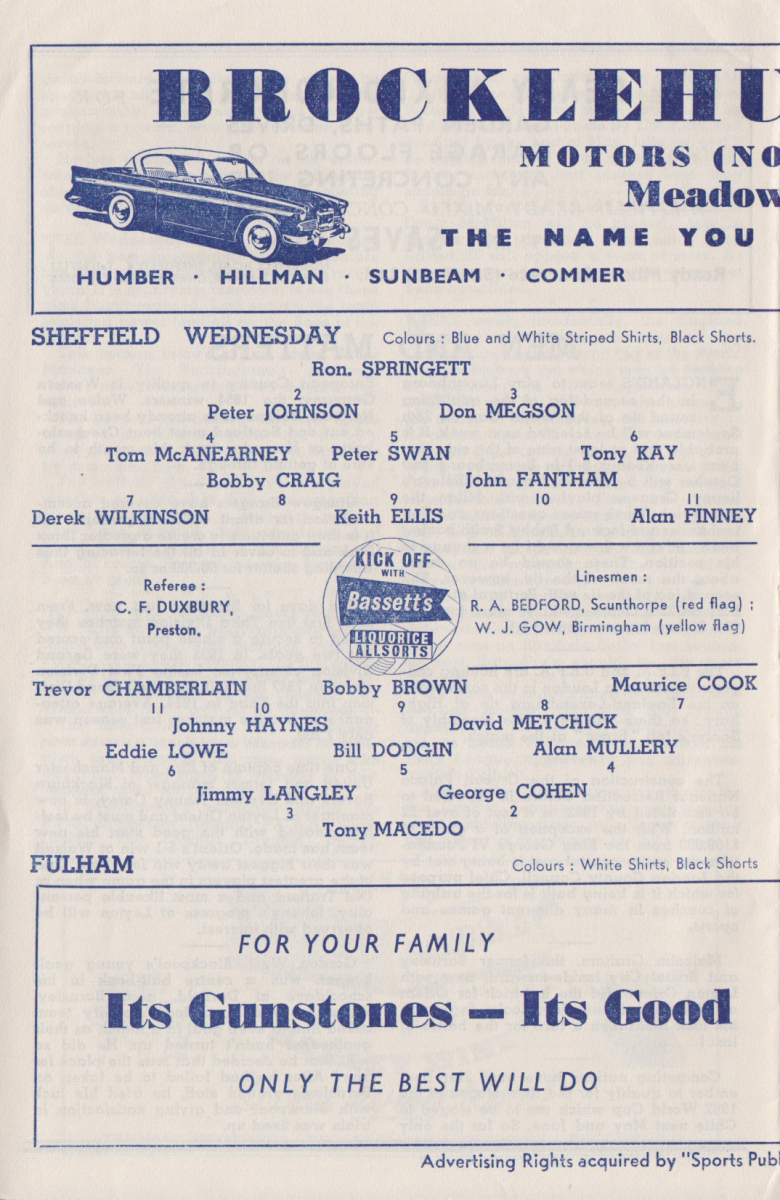 BROCKLEHU
MOTORS (NO
Meadow
THE NAME YOU
HUMBER · HILLMAN · SUNBEAM · COMMER
SHEFFIELD WEDNESDAY Colours : Blue and White Striped Shirts, Black Shorts.
Ron. SPRINGETT
2 3
Peter JOHNSON Don MEGSON
4 5 6
Tom McANEARNEY Peter SWAN Tony KAY
Bobby CRAIG John FANTHAM
7 8 9 10 11
Derek WILKINSON Keith ELLIS Alan FINNEY
Referee :
C. F. DUXBURY,
Preston.
KICK OFF
WITH
Bassett's
LIQUORICE
ALLSORTS
Linesmen :
R. A. BEDFORD, Scunthorpe (red flag) ;
W. J. GOW, Birmingham (yellow flag)
Trevor CHAMBERLAIN Bobby BROWN Maurice COOK
11 10 9 8 7
Johnny HAYNES David METCHICK
Eddie LOWE Bill DODGIN Alan MULLERY
6 5 4
Jimmy LANGLEY George COHEN
3 2
Tony MACEDO
FULHAM Colours : White Shirts, Black Shorts
FOR YOUR FAMILY
Its Gunstones — Its Good
ONLY THE BEST WILL DO
Advertising Rights acquired by "Sports Publ